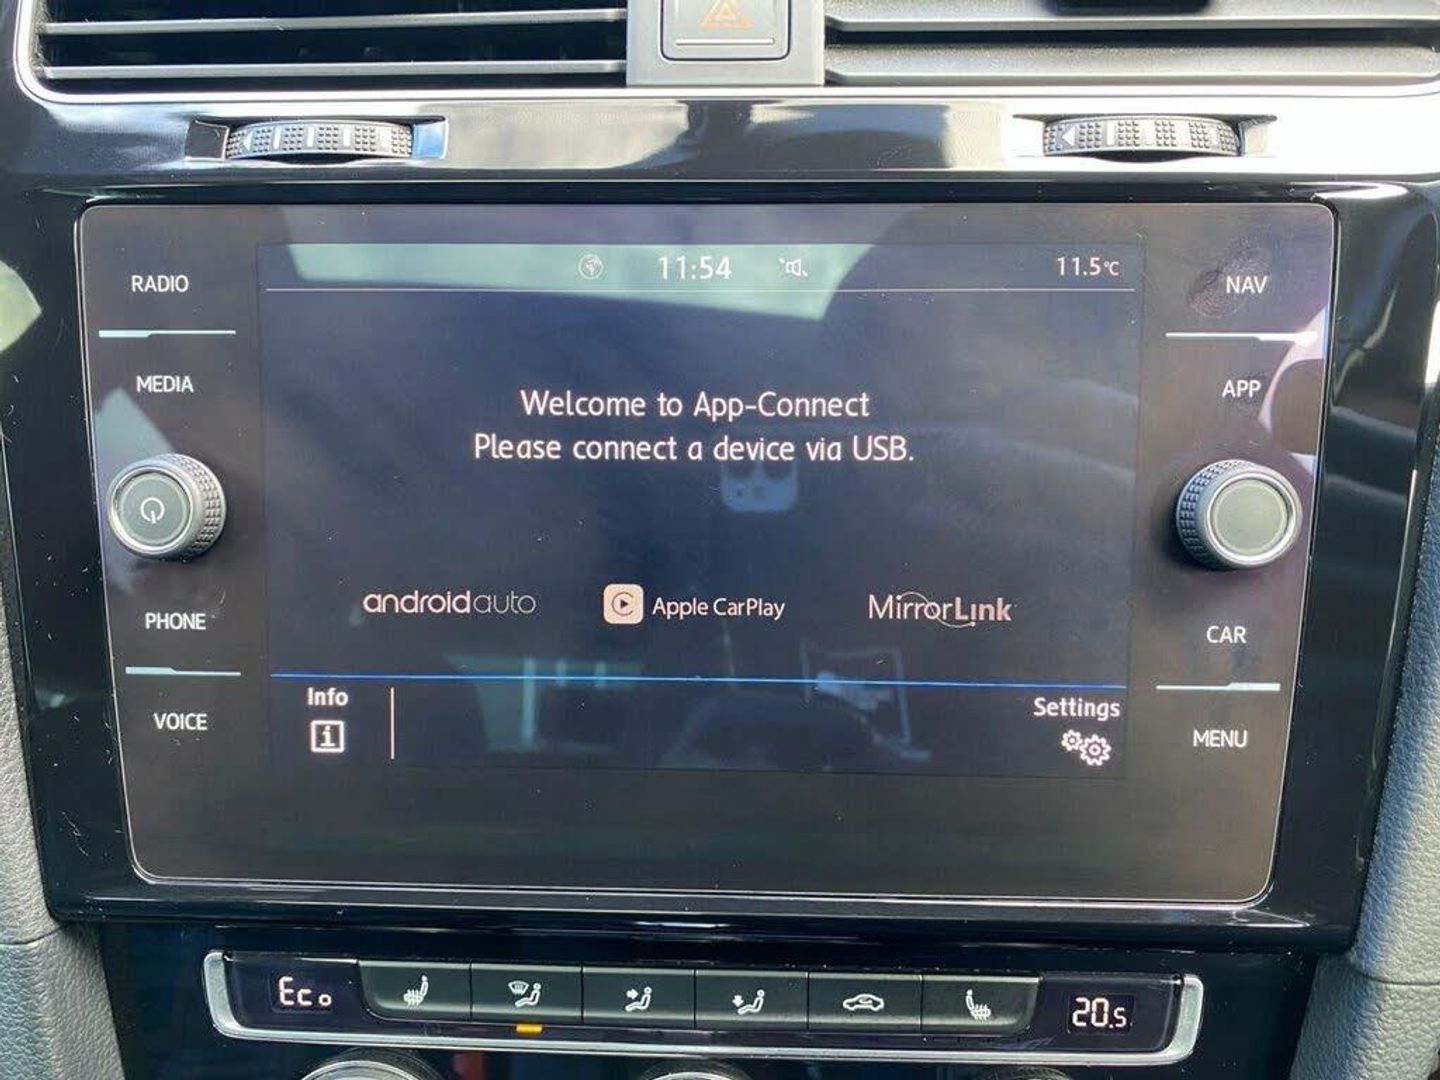 11:54
11.5°C
RADIO
NAV
MEDIA
APP
Welcome to App-Connect
Please connect a device via USB.
androidauto
Apple CarPlay
MirrorLink
PHONE
CAR
Info
Settings
VOICE
MENU
Eco
20.5